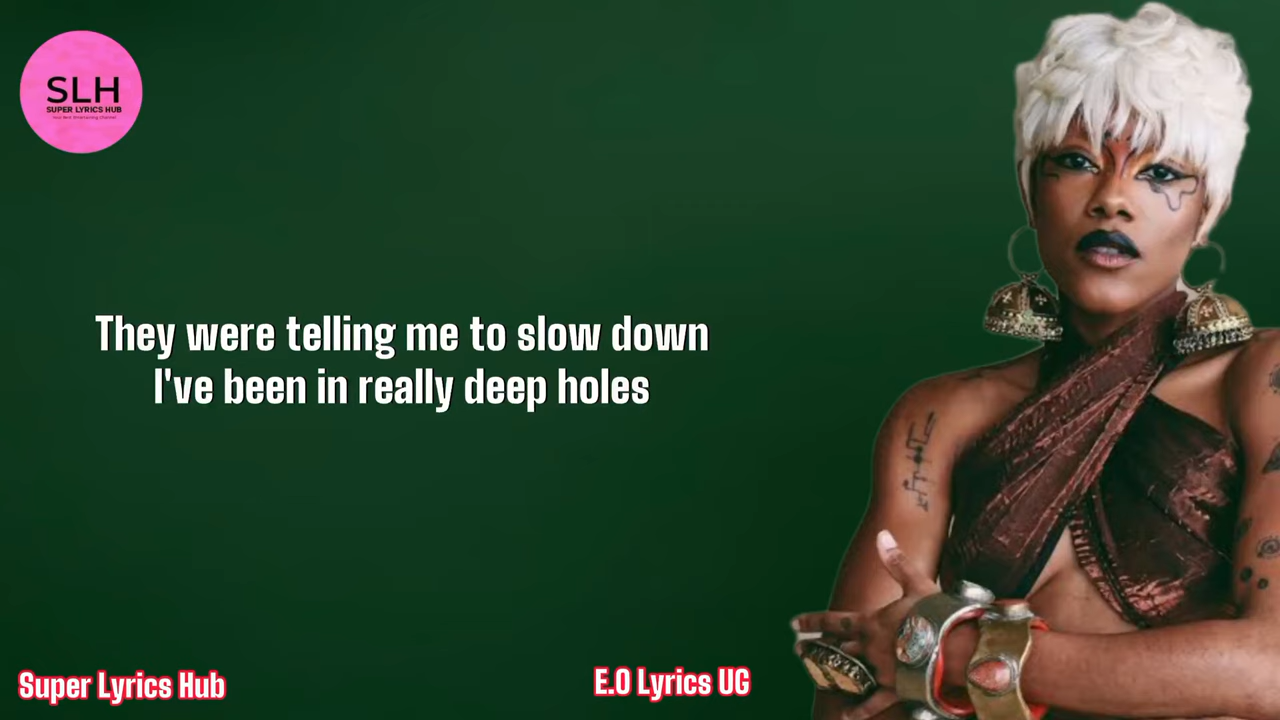 SLH
SUPER LYRICS HUB
They were telling me to slow down
I've been in really deep holes
Super Lyrics Hub
E.O Lyrics UG